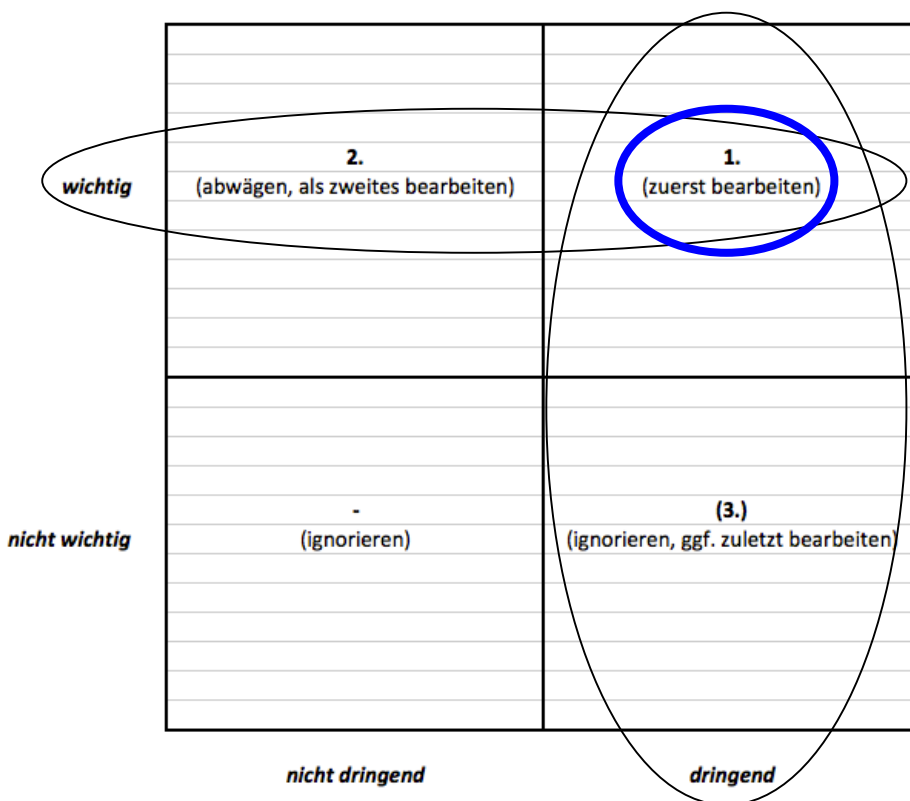 2.
(abwägen, als zweites bearbeiten)
1.
(zuerst bearbeiten)
wichtig
-
(ignorieren)
(3.)
(ignorieren, ggf. zuletzt bearbeiten)
nicht wichtig
nicht dringend
dringend